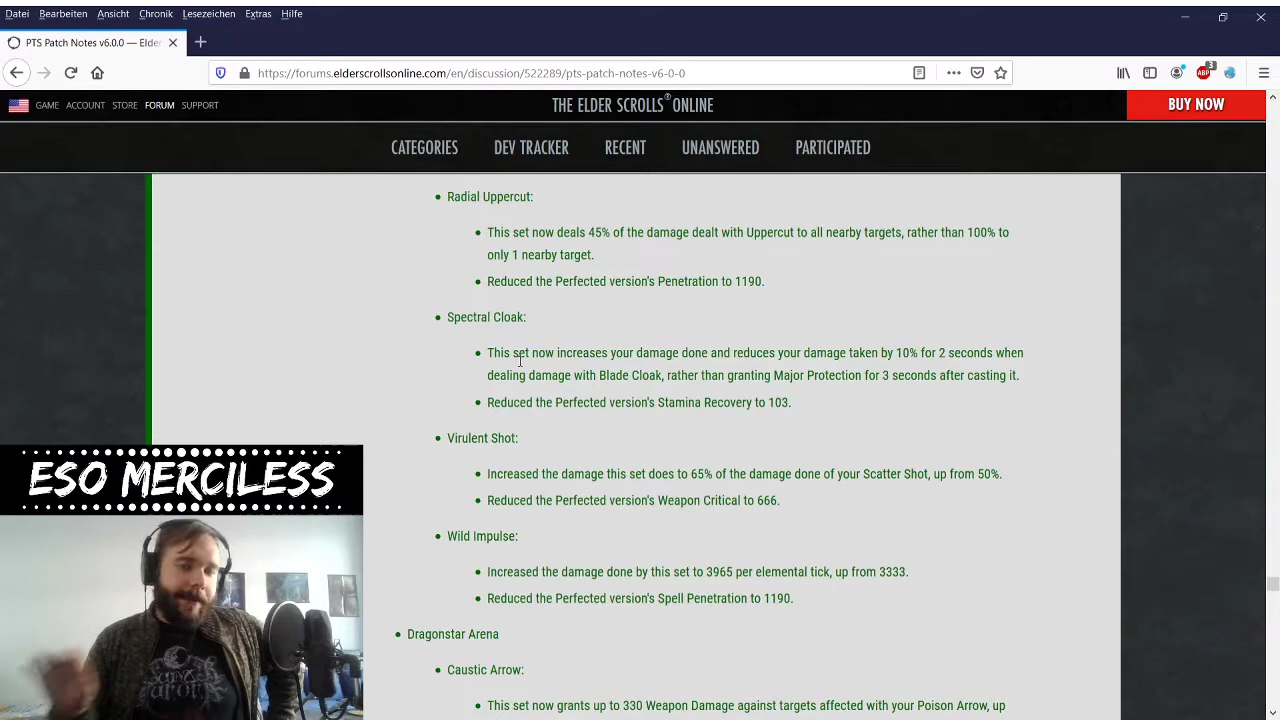 Datei Bearbeiten Ansicht Chronik Lesezeichen Extras Hilfe
PTS Patch Notes v6.0.0 — Elder
https://forums.elderscrollsonline.com/en/discussion/522289/pts-patch-notes-v6-0-0
ABP 3
GAME ACCOUNT STORE FORUM SUPPORT
THE ELDER SCROLLS® ONLINE
BUY NOW
CATEGORIES DEV TRACKER RECENT UNANSWERED PARTICIPATED
• Radial Uppercut:
• This set now deals 45% of the damage dealt with Uppercut to all nearby targets, rather than 100% to
only 1 nearby target.
• Reduced the Perfected version's Penetration to 1190.
• Spectral Cloak:
• This set now increases your damage done and reduces your damage taken by 10% for 2 seconds when
dealing damage with Blade Cloak, rather than granting Major Protection for 3 seconds after casting it.
• Reduced the Perfected version's Stamina Recovery to 103.
• Virulent Shot:
• Increased the damage this set does to 65% of the damage done of your Scatter Shot, up from 50%.
• Reduced the Perfected version's Weapon Critical to 666.
• Wild Impulse:
• Increased the damage done by this set to 3965 per elemental tick, up from 3333.
• Reduced the Perfected version's Spell Penetration to 1190.
• Dragonstar Arena
• Caustic Arrow:
• This set now grants up to 330 Weapon Damage against targets affected with your Poison Arrow, up
ESO MERCILESS